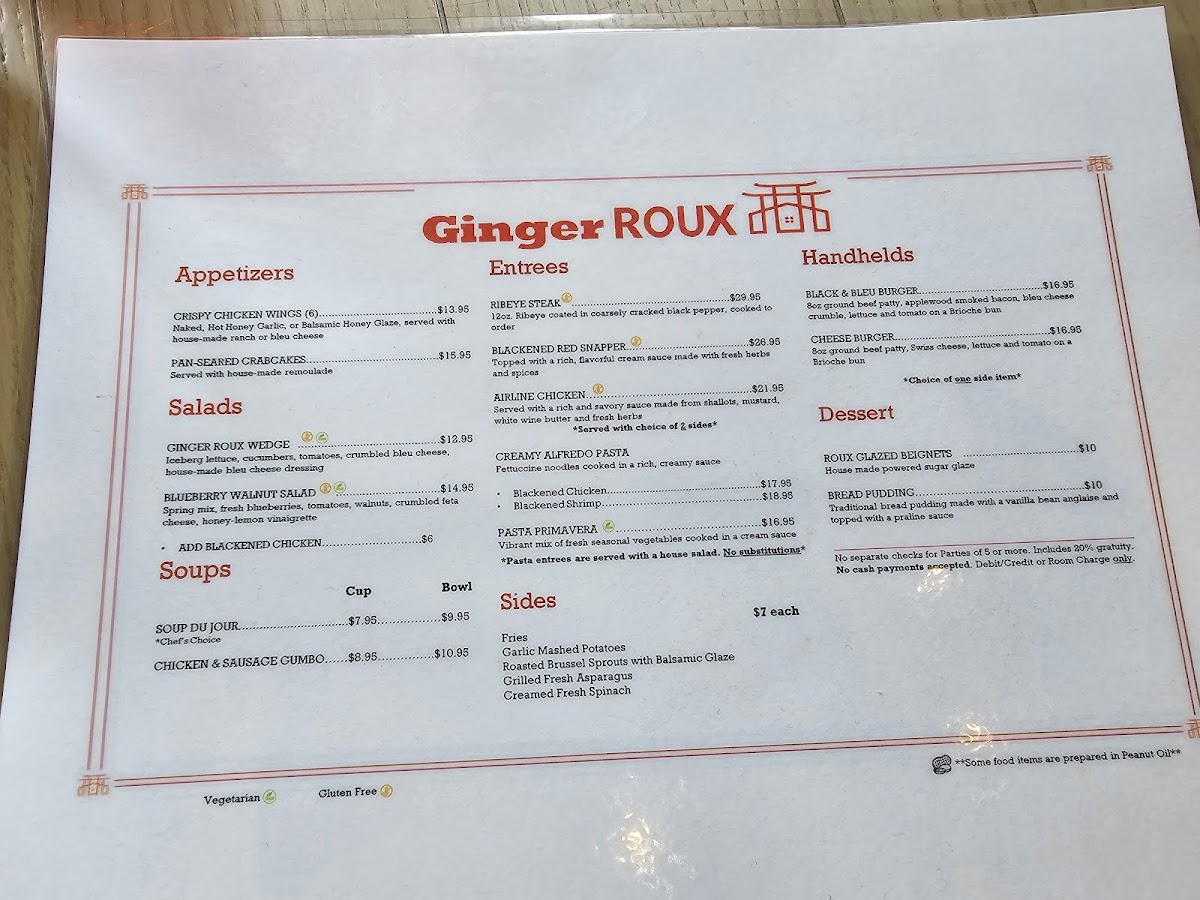 Ginger ROUX
Appetizers
CRISPY CHICKEN WINGS (6)..............................$13.95
Naked, Hot Honey Garlic, or Balsamic Honey Glaze, served with
house-made ranch or bleu cheese
PAN-SEARED CRABCAKES..............................$15.95
Served with house-made remoulade
Salads
GINGER ROUX WEDGE ..............................$12.95
Iceberg lettuce, cucumbers, tomatoes, crumbled bleu cheese,
house-made bleu cheese dressing
BLUEBERRY WALNUT SALAD ..............................$14.95
Spring mix, fresh blueberries, tomatoes, walnuts, crumbled feta
cheese, honey-lemon vinaigrette
• ADD BLACKENED CHICKEN..............................$6
Soups
Cup Bowl
SOUP DU JOUR..............................$7.95..................$9.95
*Chef's Choice
CHICKEN & SAUSAGE GUMBO......$8.95...............$10.95
Entrees
RIBEYE STEAK ..............................$29.95
12oz. Ribeye coated in coarsely cracked black pepper, cooked to
order
BLACKENED RED SNAPPER..............................$26.95
Topped with a rich, flavorful cream sauce made with fresh herbs
and spices
AIRLINE CHICKEN..............................$21.95
Served with a rich and savory sauce made from shallots, mustard,
white wine butter and fresh herbs
*Served with choice of 2 sides*
CREAMY ALFREDO PASTA
Fettuccine noodles cooked in a rich, creamy sauce
• Blackened Chicken..............................$17.95
• Blackened Shrimp..............................$18.95
PASTA PRIMAVERA ..............................$16.95
Vibrant mix of fresh seasonal vegetables cooked in a cream sauce
*Pasta entrees are served with a house salad. No substitutions*
Sides
$7 each
Fries
Garlic Mashed Potatoes
Roasted Brussel Sprouts with Balsamic Glaze
Grilled Fresh Asparagus
Creamed Fresh Spinach
Handhelds
BLACK & BLEU BURGER..............................$16.95
8oz ground beef patty, applewood smoked bacon, bleu cheese
crumble, lettuce and tomato on a Brioche bun
CHEESE BURGER..............................$16.95
8oz ground beef patty, Swiss cheese, lettuce and tomato on a
Brioche bun
*Choice of one side item*
Dessert
ROUX GLAZED BEIGNETS ..............................$10
House made powered sugar glaze
BREAD PUDDING..............................$10
Traditional bread pudding made with a vanilla bean anglaise and
topped with a praline sauce
No separate checks for Parties of 5 or more. Includes 20% gratuity.
No cash payments accepted. Debit/Credit or Room Charge only.
**Some food items are prepared in Peanut Oil**
Vegetarian Gluten Free